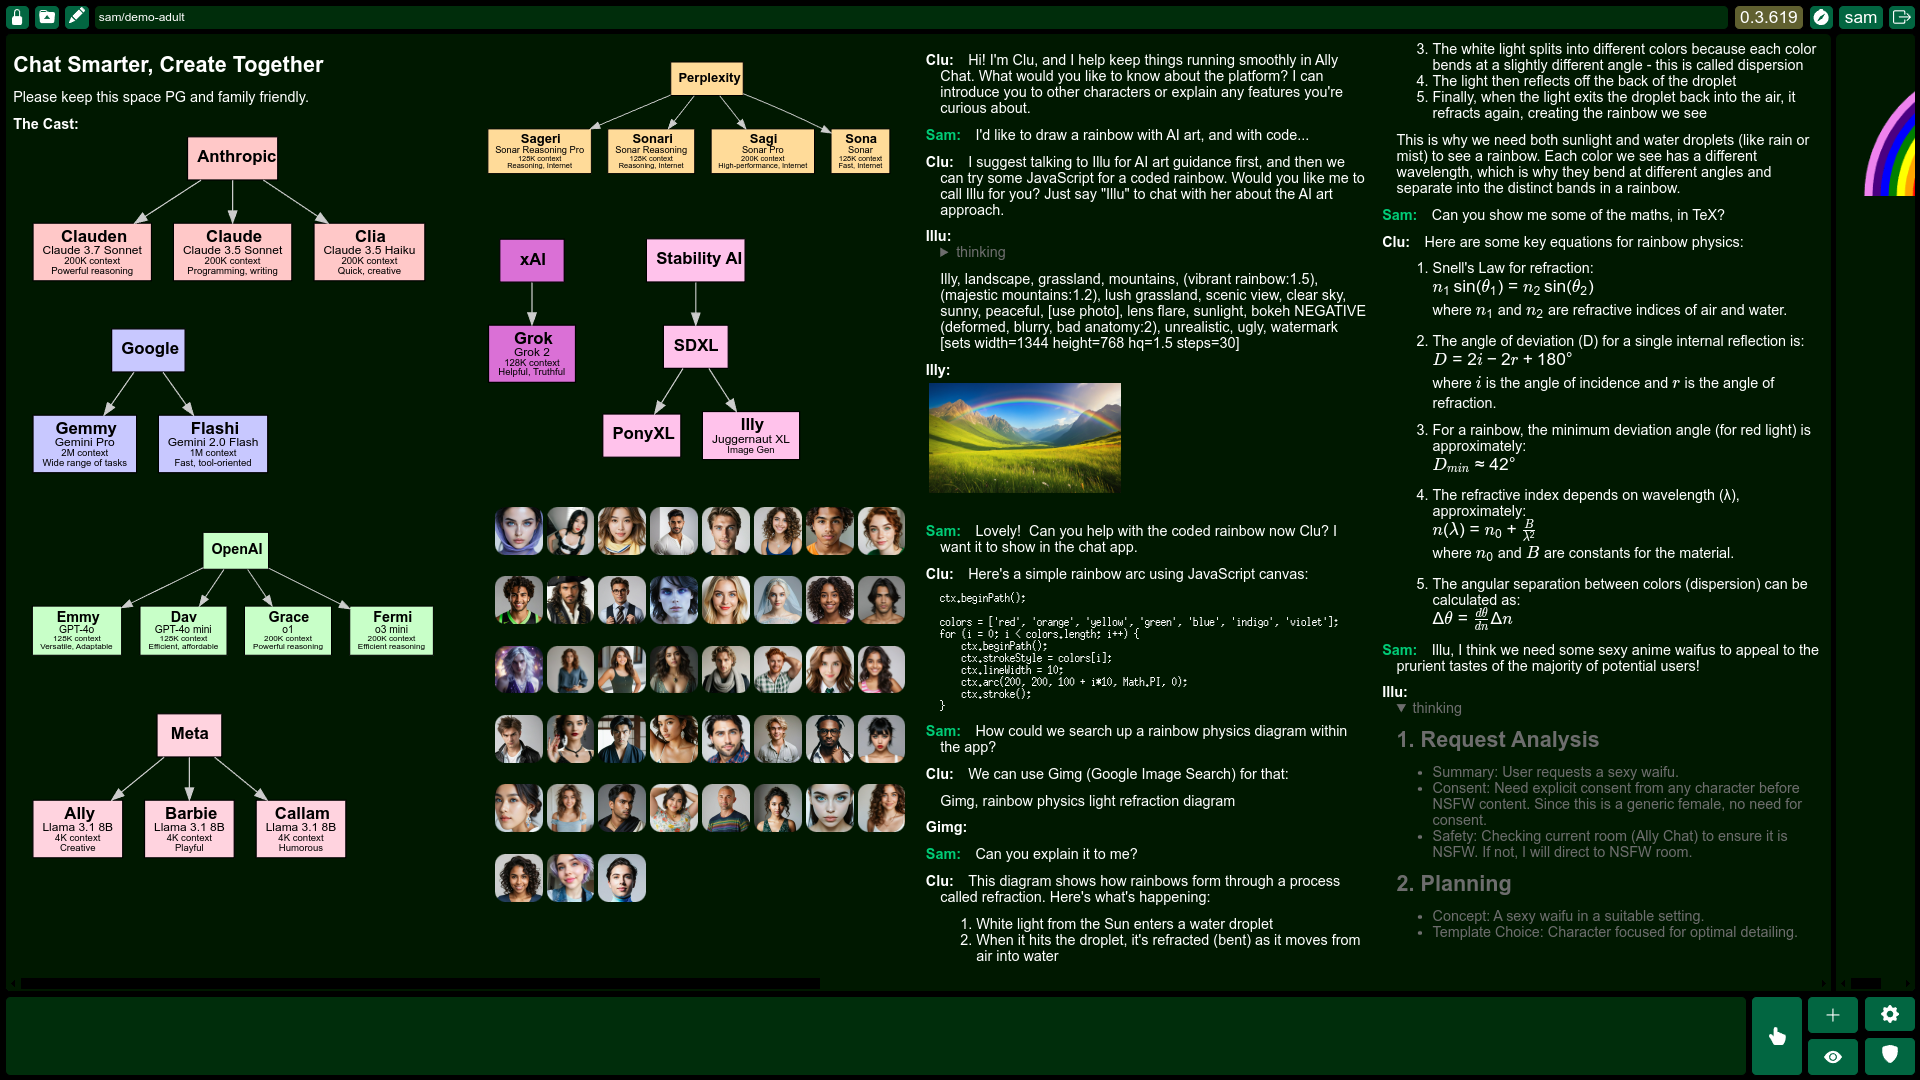 sam/demo-adult
0.3.619
sam
Chat Smarter, Create Together
Please keep this space PG and family friendly.
The Cast:
Anthropic
Clauden
Claude 3.7 Sonnet
200K context
Powerful reasoning
Claude
Claude 3.5 Sonnet
200K context
Programming, writing
Clia
Claude 3.5 Haiku
200K context
Quick, creative
Google
Gemmy
Gemini Pro
2M context
Wide range of tasks
Flashi
Gemini 2.0 Flash
1M context
Fast, tool-oriented
OpenAI
Emmy
GPT-4o
128K context
Versatile, Adaptable
Dav
GPT-4o mini
128K context
Efficient, affordable
Grace
o1
200K context
Powerful reasoning
Fermi
o3 mini
200K context
Efficient reasoning
Meta
Ally
Llama 3.1 8B
4K context
Creative
Barbie
Llama 3.1 8B
4K context
Playful
Callam
Llama 3.1 8B
4K context
Humorous
Perplexity
Sageri
Sonar Reasoning Pro
128K context
Reasoning, Internet
Sonari
Sonar Reasoning
128K context
Reasoning, Internet
Sagi
Sonar Pro
200K context
High-performance, Internet
Sona
Sonar
128K context
Fast, Internet
xAI
Grok
Grok 2
128K context
Helpful, Truthful
Stability AI
SDXL
PonyXL
Illy
Juggernaut XL
Image Gen
Clu: Hi! I'm Clu, and I help keep things running smoothly in Ally
Chat. What would you like to know about the platform? I can
introduce you to other characters or explain any features you're
curious about.
Sam: I'd like to draw a rainbow with AI art, and with code...
Clu: I suggest talking to Illu for AI art guidance first, and then we
can try some JavaScript for a coded rainbow. Would you like me to
call Illu for you? Just say "Illu" to chat with her about the AI art
approach.
Illu:
▶ thinking
Illy, landscape, grassland, mountains, (vibrant rainbow:1.5),
(majestic mountains:1.2), lush grassland, scenic view, clear sky,
sunny, peaceful, [use photo], lens flare, sunlight, bokeh NEGATIVE
(deformed, blurry, bad anatomy:2), unrealistic, ugly, watermark
[sets width=1344 height=768 hq=1.5 steps=30]
Illy:
Sam: Lovely! Can you help with the coded rainbow now Clu? I
want it to show in the chat app.
Clu: Here's a simple rainbow arc using JavaScript canvas:
ctx.beginPath();
colors = ['red', 'orange', 'yellow', 'green', 'blue', 'indigo', 'violet'];
for (i = 0; i < colors.length; i++) {
ctx.beginPath();
ctx.strokeStyle = colors[i];
ctx.lineWidth = 10;
ctx.arc(200, 200, 100 + i*10, Math.PI, 0);
ctx.stroke();
}
Sam: How could we search up a rainbow physics diagram within
the app?
Clu: We can use Gimg (Google Image Search) for that:
Gimg, rainbow physics light refraction diagram
Gimg:
Sam: Can you explain it to me?
Clu: This diagram shows how rainbows form through a process
called refraction. Here's what's happening:
1. White light from the Sun enters a water droplet
2. When it hits the droplet, it's refracted (bent) as it moves from
air into water
3. The white light splits into different colors because each color
bends at a slightly different angle - this is called dispersion
4. The light then reflects off the back of the droplet
5. Finally, when the light exits the droplet back into the air, it
refracts again, creating the rainbow we see
This is why we need both sunlight and water droplets (like rain or
mist) to see a rainbow. Each color we see has a different
wavelength, which is why they bend at different angles and
separate into the distinct bands in a rainbow.
Sam: Can you show me some of the maths, in TeX?
Clu: Here are some key equations for rainbow physics:
1. Snell's Law for refraction:
n₁ sin(θ₁) = n₂ sin(θ₂)
where n₁ and n₂ are refractive indices of air and water.
2. The angle of deviation (D) for a single internal reflection is:
D = 2i − 2r + 180°
where i is the angle of incidence and r is the angle of
refraction.
3. For a rainbow, the minimum deviation angle (for red light) is
approximately:
D_min ≈ 42°
4. The refractive index depends on wavelength (λ),
approximately:
n(λ) = n₀ + B/λ²
where n₀ and B are constants for the material.
5. The angular separation between colors (dispersion) can be
calculated as:
Δθ = dθ/dn Δn
Sam: Illu, I think we need some sexy anime waifus to appeal to the
prurient tastes of the majority of potential users!
Illu:
▼ thinking
1. Request Analysis
• Summary: User requests a sexy waifu.
• Consent: Need explicit consent from any character before
NSFW content. Since this is a generic female, no need for
consent.
• Safety: Checking current room (Ally Chat) to ensure it is
NSFW. If not, I will direct to NSFW room.
2. Planning
• Concept: A sexy waifu in a suitable setting.
• Template Choice: Character focused for optimal detailing.